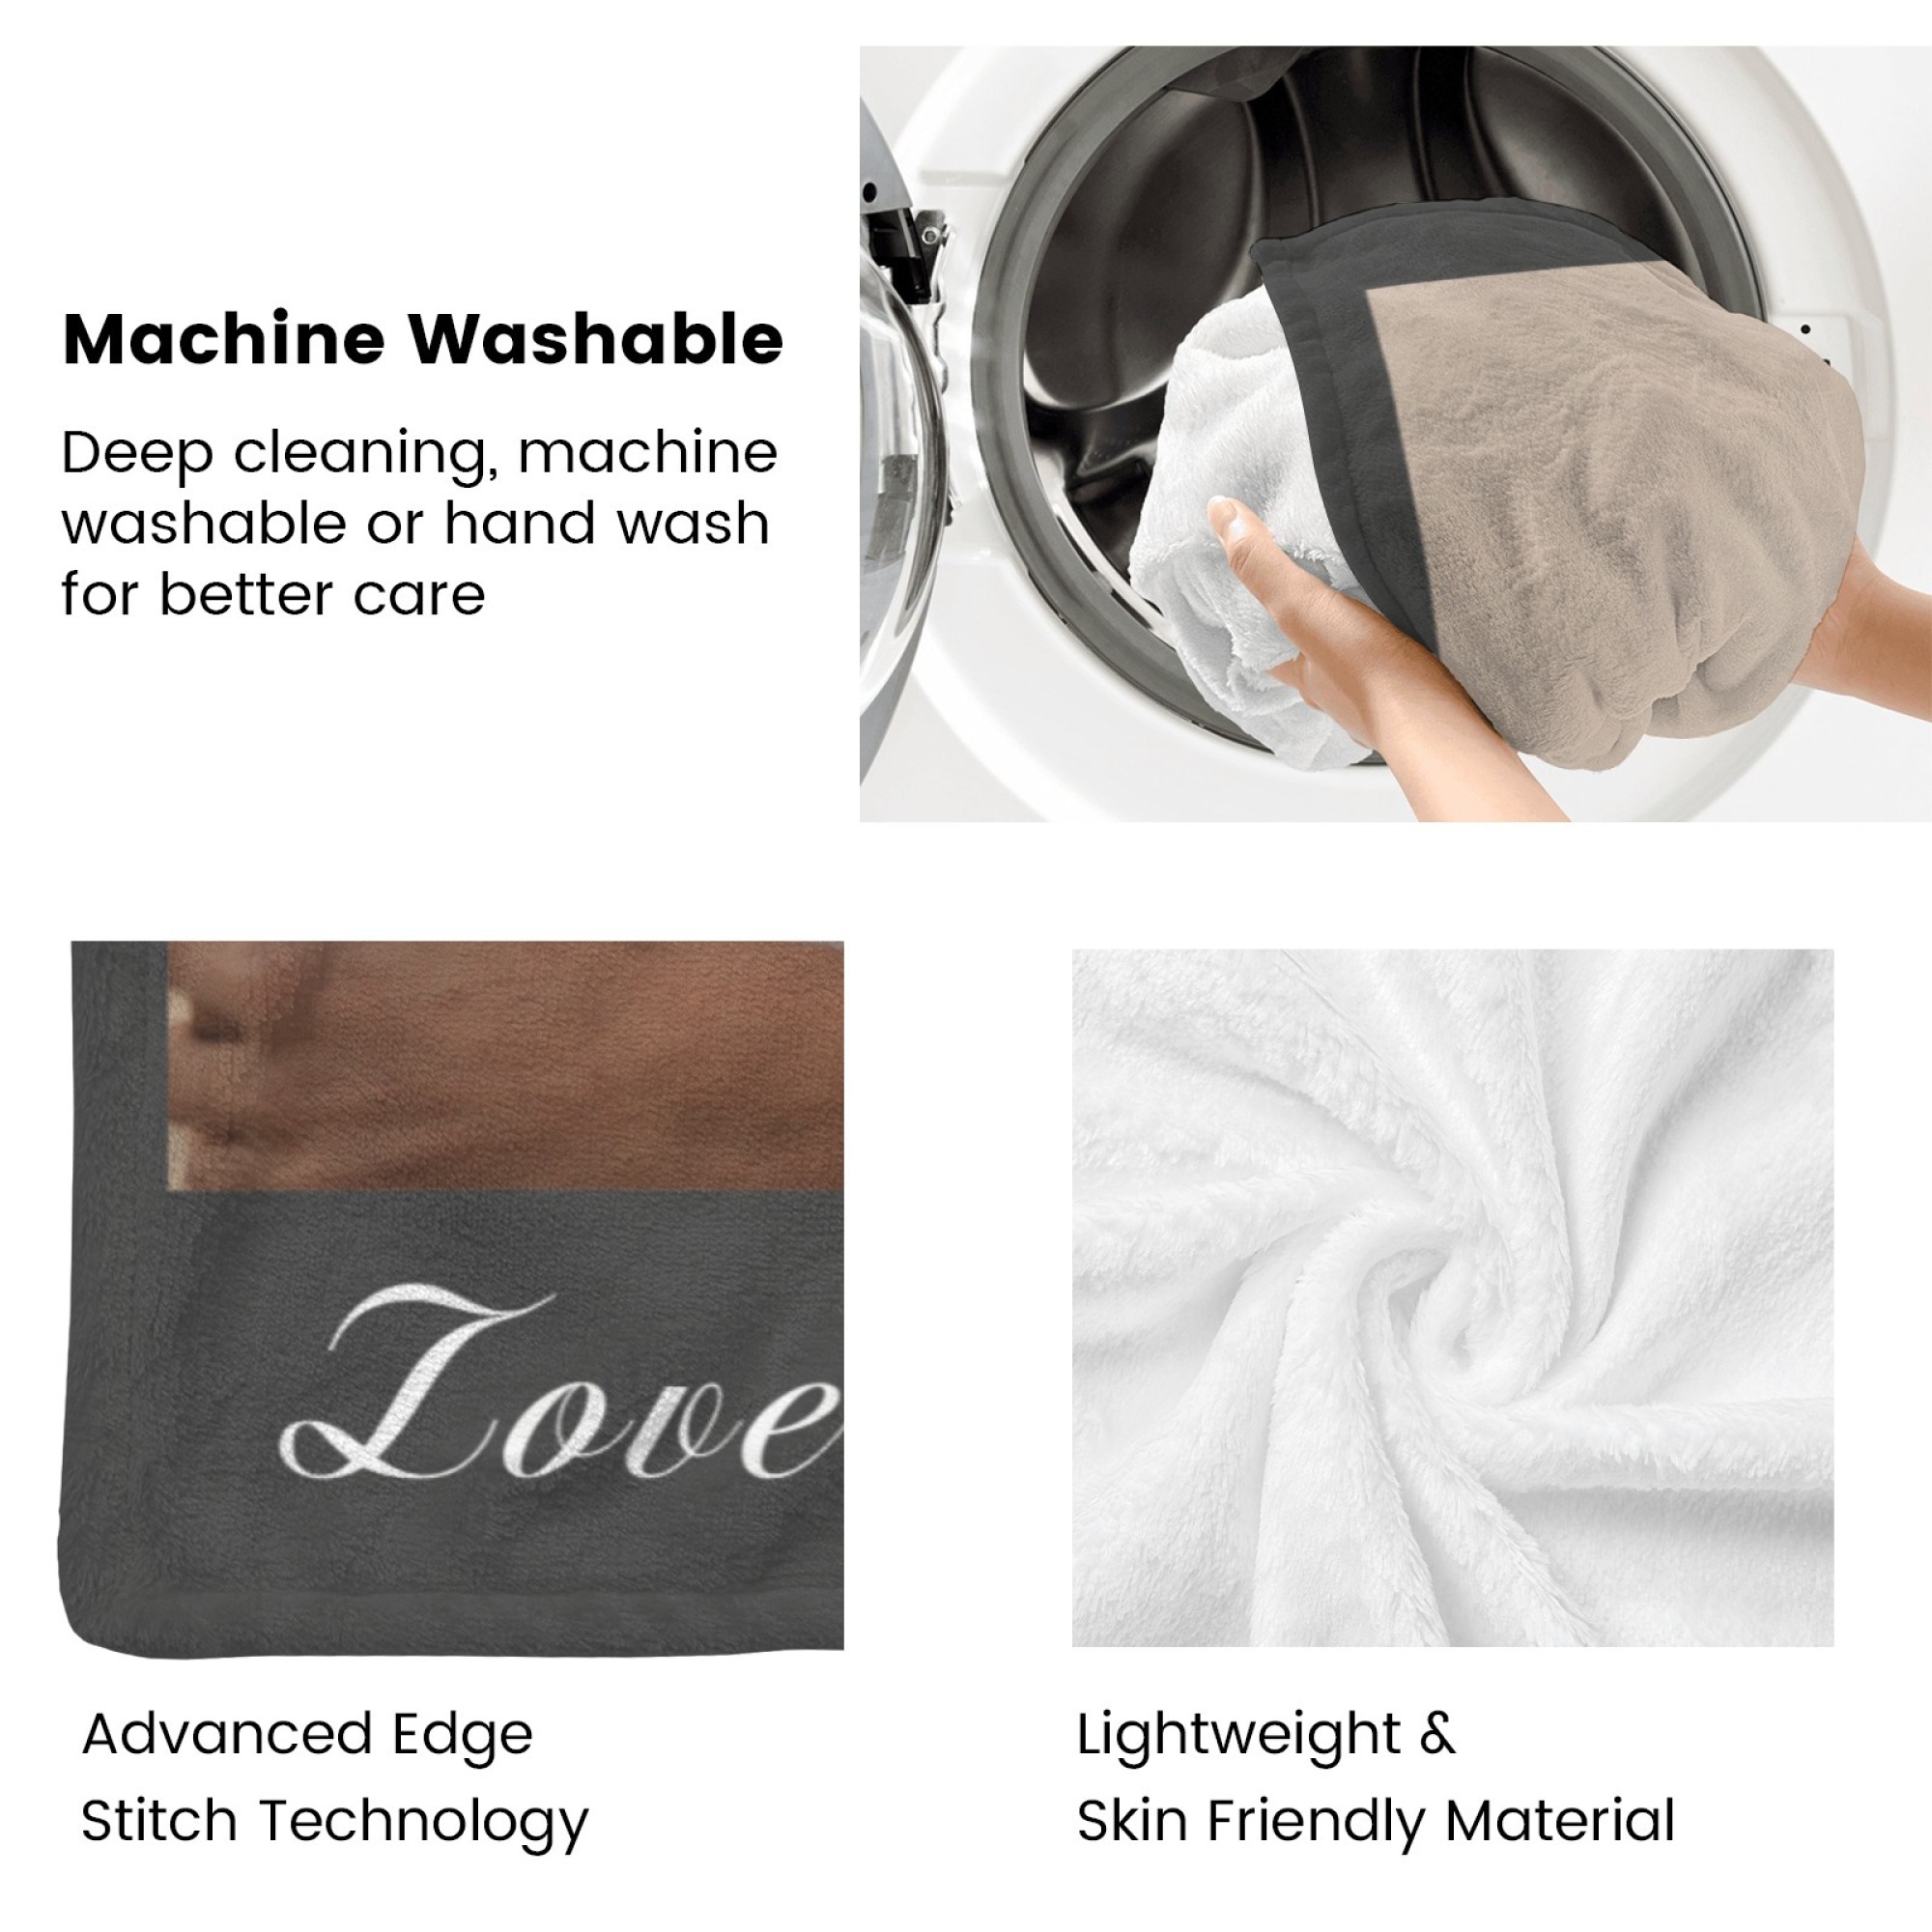 Machine Washable
Deep cleaning, machine
washable or hand wash
for better care
Love
Advanced Edge
Stitch Technology
Lightweight &
Skin Friendly Material